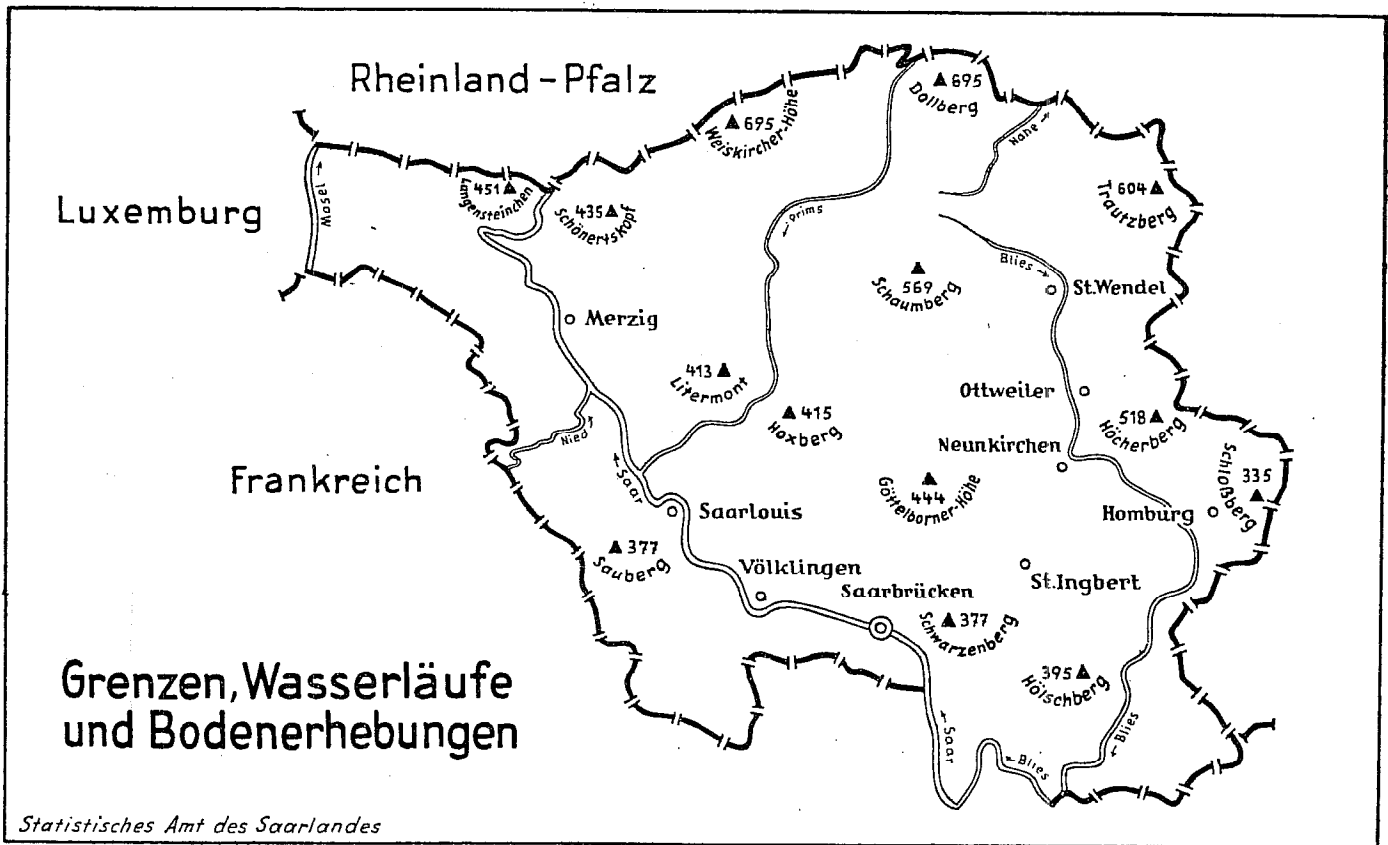 Rheinland-Pfalz
Luxemburg
Frankreich
Mosel
451
Langensteinchen
435
Schönertskopf
695
Weiskircher-Höhe
695
Dollberg
Nahe
604
Trautzberg
Prims
569
Schaumberg
Blies
St.Wendel
Merzig
413
Litermont
415
Hoxberg
Ottweiler
518
Höcherberg
Neunkirchen
Nied
Saar
444
Göttelborner-Höhe
335
Schloßberg
Saarlouis
Homburg
377
Sauberg
Völklingen
Saarbrücken
St.Ingbert
377
Schwarzenberg
395
Hölschberg
Saar
Blies
Blies
Grenzen, Wasserläufe
und Bodenerhebungen
Statistisches Amt des Saarlandes